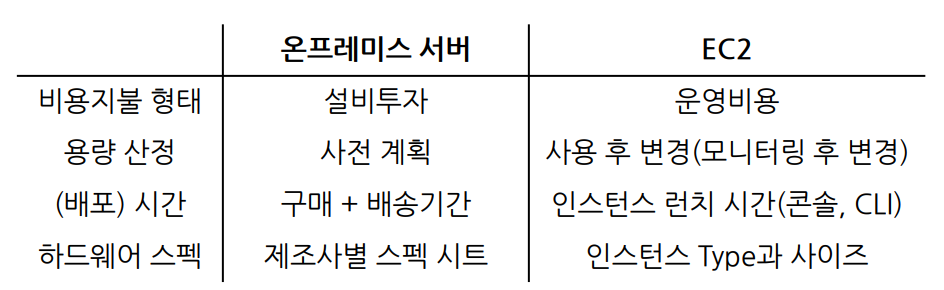 온프레미스 서버 EC2
비용지불 형태 설비투자 운영비용
용량 산정 사전 계획 사용 후 변경(모니터링 후 변경)
(배포) 시간 구매 + 배송기간 인스턴스 런치 시간(콘솔, CLI)
하드웨어 스펙 제조사별 스펙 시트 인스턴스 Type과 사이즈